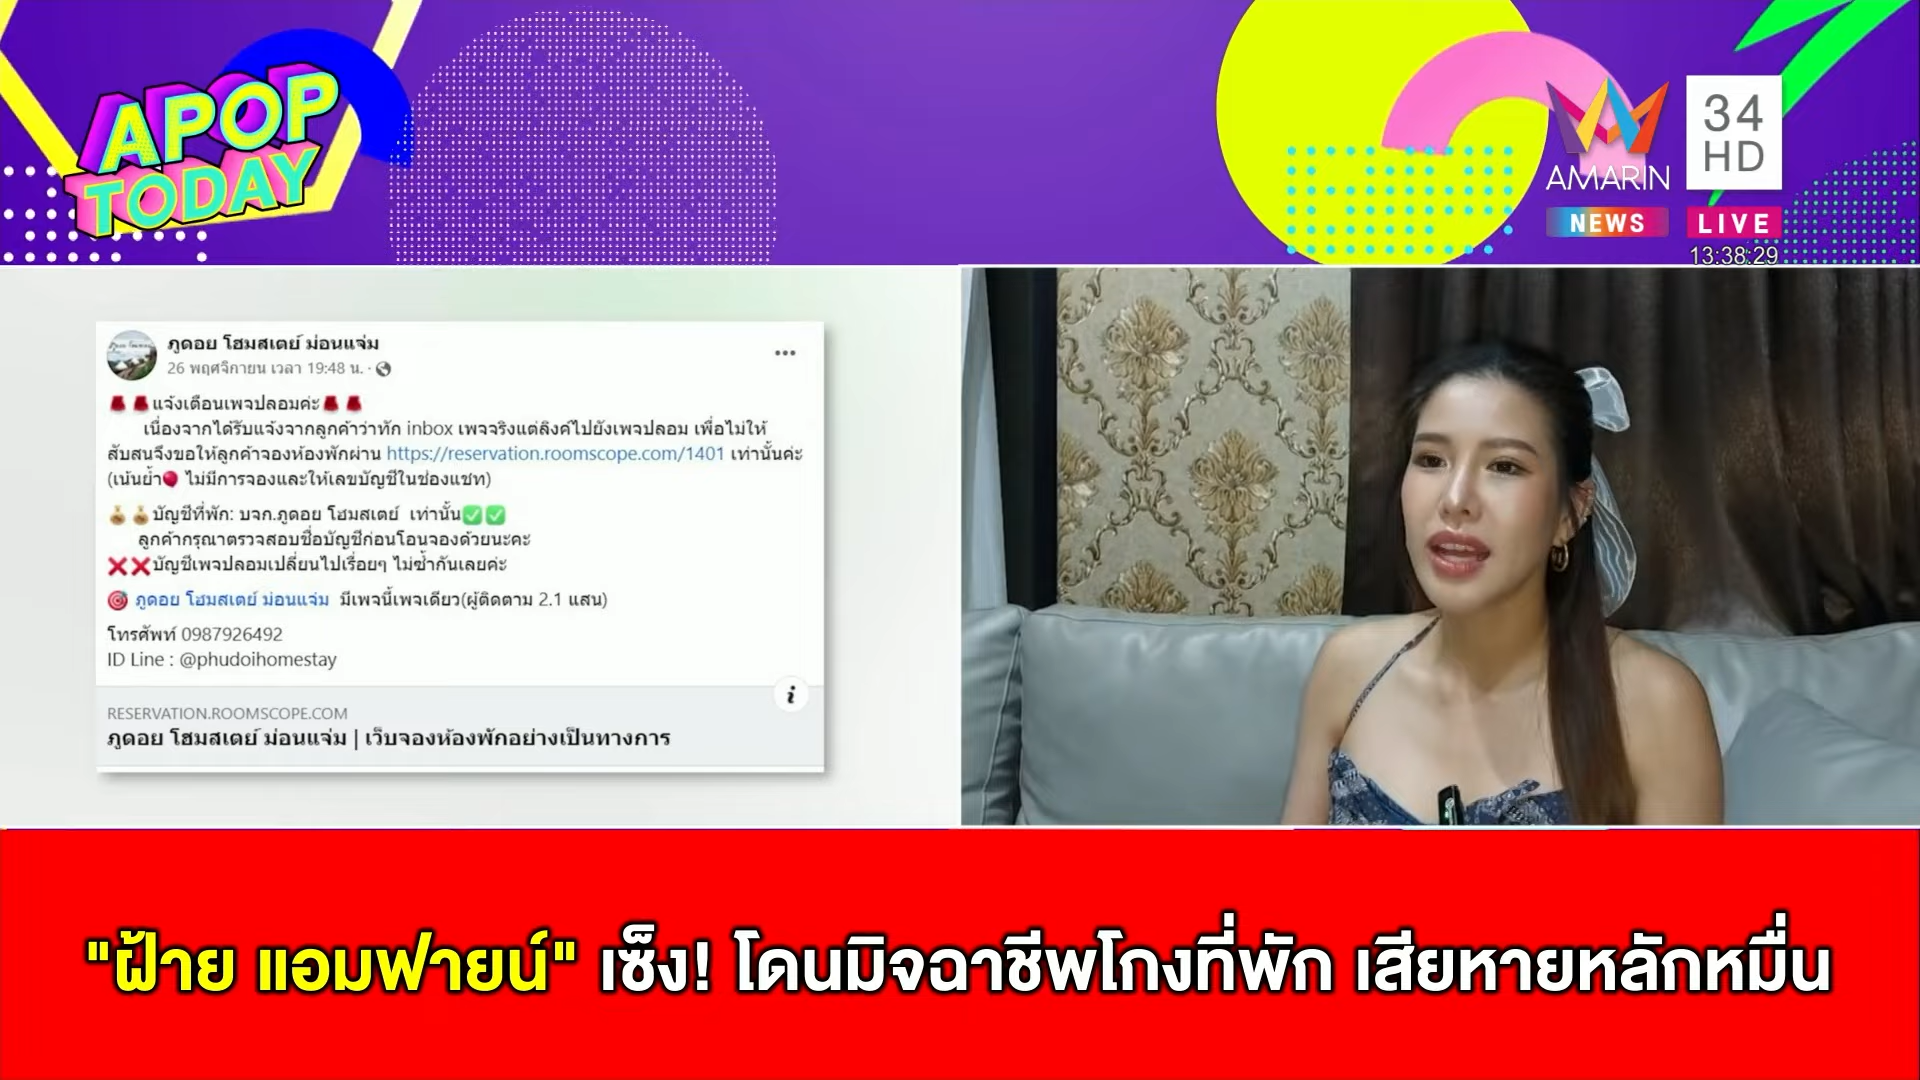 APOP
TODAY
AMARIN
34
HD
NEWS
LIVE
13:38:29
ภูดอย โฮมสเตย์ ม่อนแจ่ม
26 พฤศจิกายน เวลา 19:48 น. ·
แจ้งเตือนเพจปลอมค่ะ
เนื่องจากได้รับแจ้งจากลูกค้าว่าทัก inbox เพจจริงแต่ลิงค์ไปยังเพจปลอม เพื่อไม่ให้
สับสนจึงขอให้ลูกค้าจองห้องพักผ่าน https://reservation.roomscope.com/1401 เท่านั้นค่ะ
(เน้นย้ำ ไม่มีการจองและให้เลขบัญชีในช่องแชท)
บัญชีที่พัก: บจก.ภูดอย โฮมสเตย์ เท่านั้น✅✅
ลูกค้ากรุณาตรวจสอบชื่อบัญชีก่อนโอนจองด้วยนะคะ
❌❌บัญชีเพจปลอมเปลี่ยนไปเรื่อยๆ ไม่ซ้ำกันเลยค่ะ
🎯 ภูดอย โฮมสเตย์ ม่อนแจ่ม มีเพจนี้เพจเดียว(ผู้ติดตาม 2.1 แสน)
โทรศัพท์ 0987926492
ID Line : @phudoihomestay
RESERVATION.ROOMSCOPE.COM
ภูดอย โฮมสเตย์ ม่อนแจ่ม | เว็บจองห้องพักอย่างเป็นทางการ
"ฝ้าย แอมฟายน์" เซ็ง! โดนมิจฉาชีพโกงที่พัก เสียหายหลักหมื่น